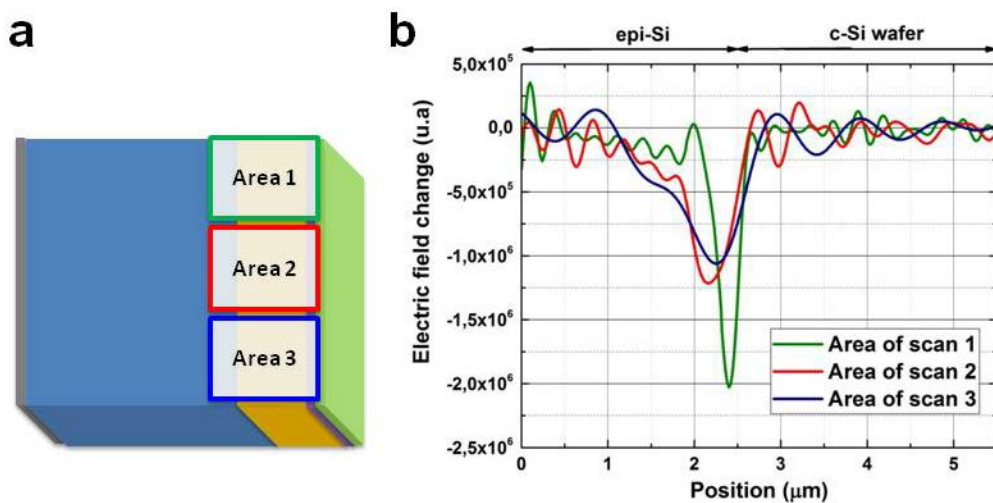 a
Area 1
Area 2
Area 3
b
epi-Si
c-Si wafer
Electric field change (u.a)
5,0x10⁵
0,0
-5,0x10⁵
-1,0x10⁶
-1,5x10⁶
-2,0x10⁶
-2,5x10⁶
Area of scan 1
Area of scan 2
Area of scan 3
0 1 2 3 4 5
Position (μm)